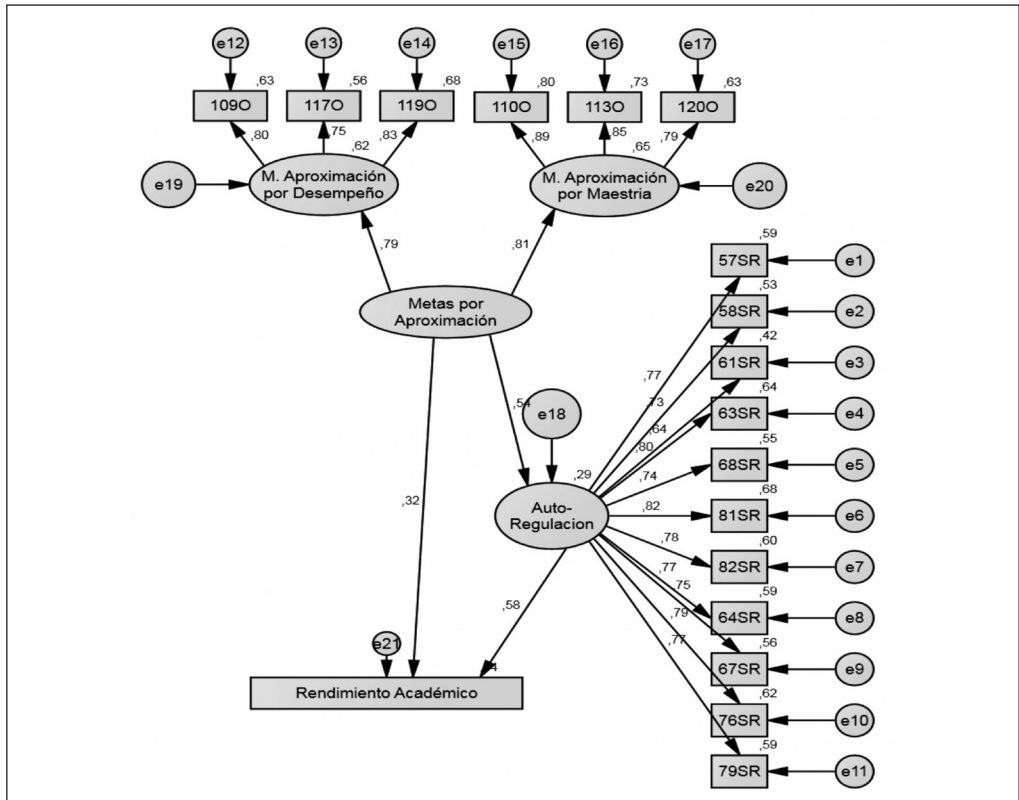 e12 e13 e14 e15 e16 e17
,63 ,56 ,68 ,80 ,73 ,63
109O 117O 119O 110O 113O 120O
,80 ,75 ,83 ,89 ,85 ,79
,62 ,65
e19
M. Aproximación
por Desempeño
M. Aproximación
por Maestria
e20
,79 ,81
Metas por
Aproximación
,59
57SR e1
,53
58SR e2
,42
61SR e3
,64
63SR e4
,55
68SR e5
,68
81SR e6
,60
82SR e7
,59
64SR e8
,56
67SR e9
,62
76SR e10
,59
79SR e11
,77
,73
,64
,80
,74
,82
,78
,77
,75
,79
,77
,54
e18
,29
Auto-
Regulacion
,32
,58
e21
Rendimiento Académico